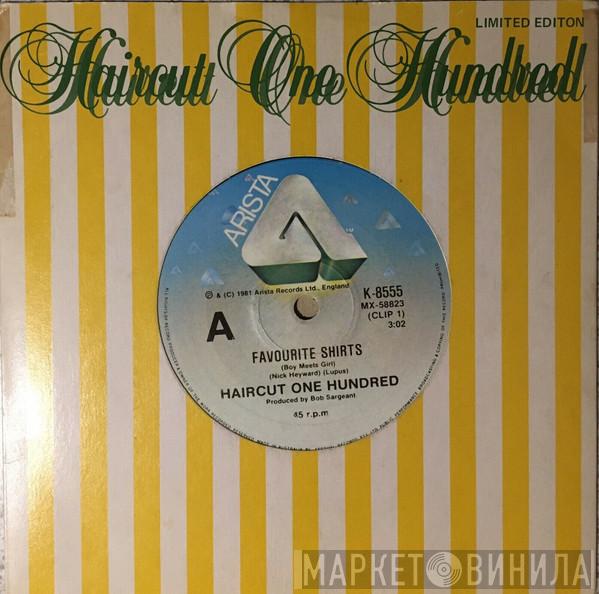 LIMITED EDITON
Haircut One Hundred
ARISTA
TM
℗ & (C) 1981 Arista Records Ltd., England
K-8555
MX-58823
(CLIP 1)
3:02
A
FAVOURITE SHIRTS
(Boy Meets Girl)
(Nick Heyward) (Lupus)
HAIRCUT ONE HUNDRED
Produced by Bob Sargeant
45 r.p.m
МАРКЕТ ВИНИЛА